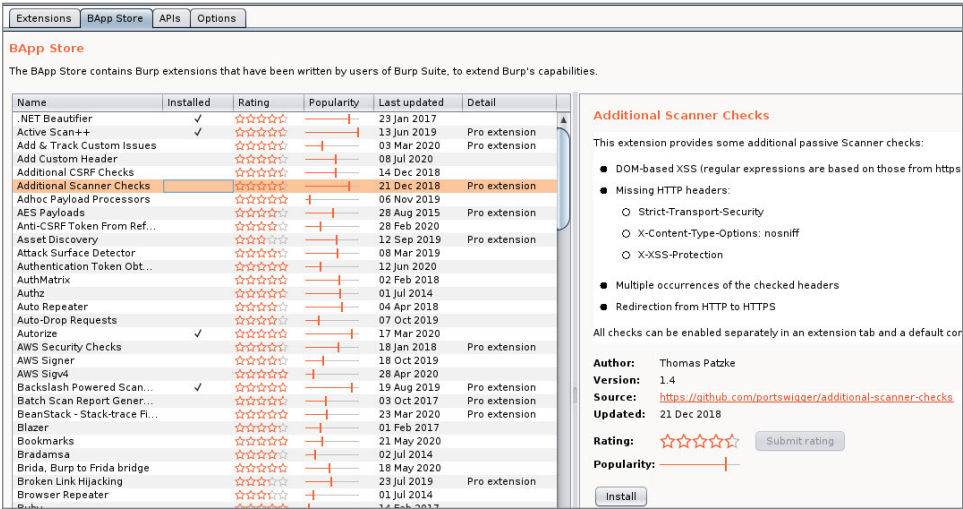 Extensions BApp Store APIs Options
BApp Store
The BApp Store contains Burp extensions that have been written by users of Burp Suite, to extend Burp's capabilities.
Name Installed Rating Popularity Last updated Detail
.NET Beautifier ✓ 23 Jan 2017
Active Scan++ ✓ 13 Jun 2019 Pro extension
Add & Track Custom Issues 03 Mar 2020 Pro extension
Add Custom Header 08 Jul 2020
Additional CSRF Checks 14 Dec 2018
Additional Scanner Checks 21 Dec 2018 Pro extension
Adhoc Payload Processors 06 Nov 2019
AES Payloads 28 Aug 2015 Pro extension
Anti-CSRF Token From Ref... 28 Feb 2020
Asset Discovery 12 Sep 2019 Pro extension
Attack Surface Detector 08 Mar 2019
Authentication Token Obt... 12 Jun 2020
AuthMatrix 02 Feb 2018
Authz 01 Jul 2014
Auto Repeater 04 Apr 2018
Auto-Drop Requests 07 Oct 2019
Autorize ✓ 17 Mar 2020
AWS Security Checks 18 Jan 2018 Pro extension
AWS Signer 18 Oct 2019
AWS Sigv4 28 Apr 2020
Backslash Powered Scan... ✓ 19 Aug 2019 Pro extension
Batch Scan Report Gener... 03 Oct 2017 Pro extension
BeanStack - Stack-trace Fi... 23 Mar 2020 Pro extension
Blazer 01 Feb 2017
Bookmarks 21 May 2020
Bradamsa 02 Jul 2014
Brida, Burp to Frida bridge 18 May 2020
Broken Link Hijacking 23 Jul 2019 Pro extension
Browser Repeater 01 Jul 2014
Additional Scanner Checks
This extension provides some additional passive Scanner checks:
DOM-based XSS (regular expressions are based on those from https
Missing HTTP headers:
Strict-Transport-Security
X-Content-Type-Options: nosniff
X-XSS-Protection
Multiple occurrences of the checked headers
Redirection from HTTP to HTTPS
All checks can be enabled separately in an extension tab and a default con
Author: Thomas Patzke
Version: 1.4
Source: https://github.com/portswigger/additional-scanner-checks
Updated: 21 Dec 2018
Rating: Submit rating
Popularity:
Install